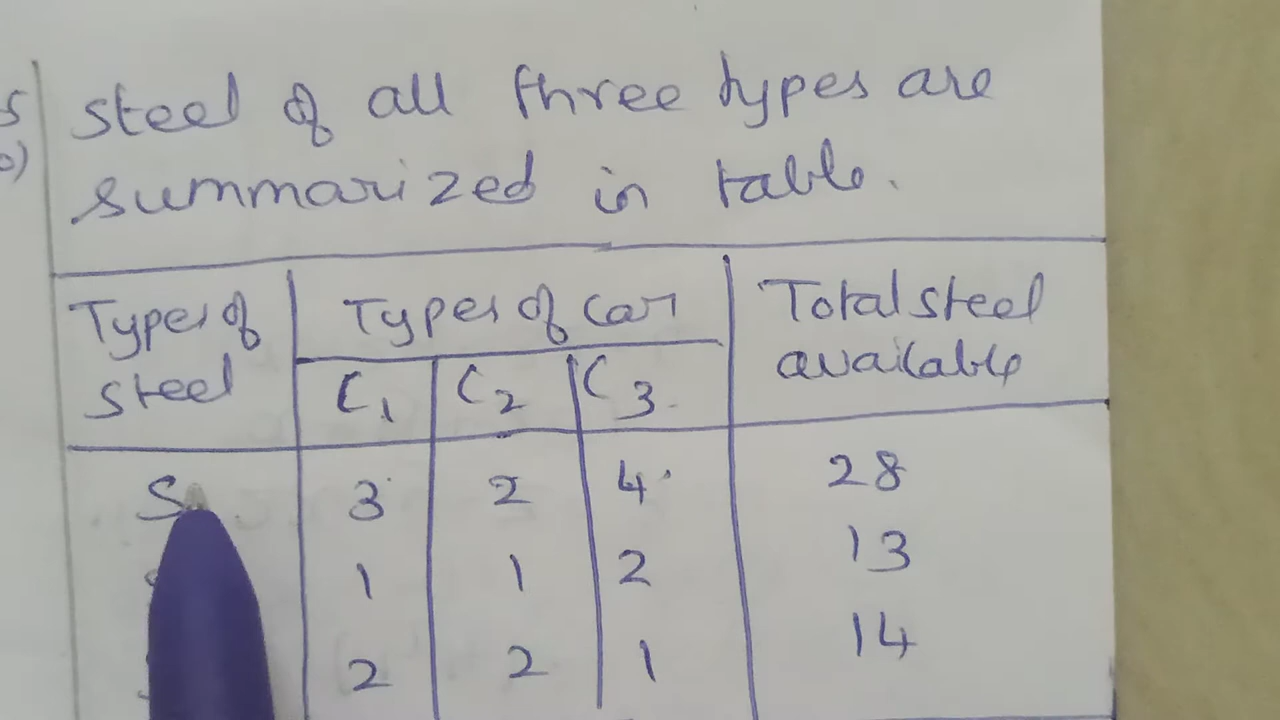 steel of all three types are
summarized in table.
Types of steel
Types of Car
Total steel available
C1 C2 C3
S 3 2 4 28
1 1 2 13
2 2 1 14